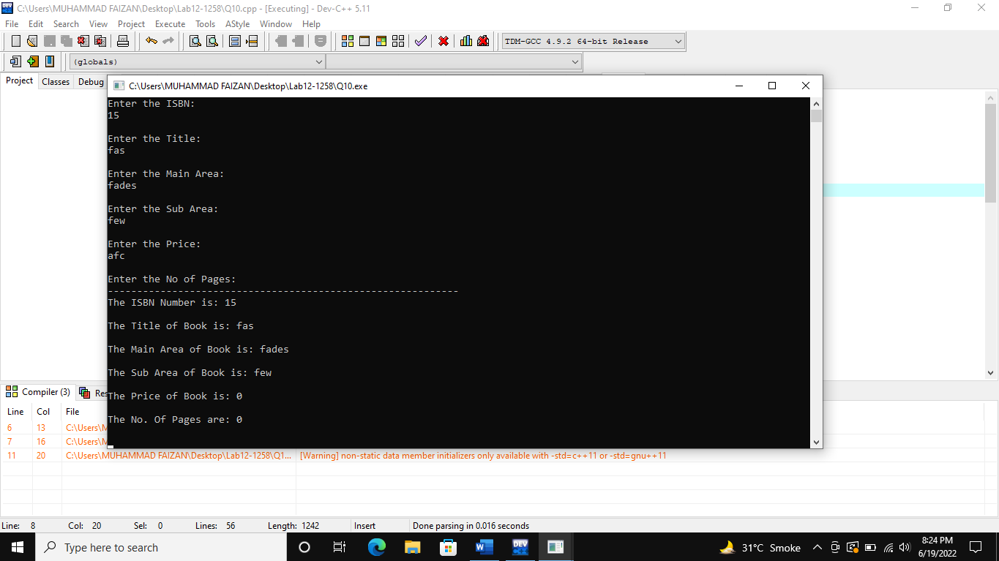 C:\Users\MUHAMMAD FAIZAN\Desktop\Lab12-1258\Q10.cpp - [Executing] - Dev-C++ 5.11
File Edit Search View Project Execute Tools AStyle Window Help
TDM-GCC 4.9.2 64-bit Release
(globals)
Project Classes Debug
C:\Users\MUHAMMAD FAIZAN\Desktop\Lab12-1258\Q10.exe
Enter the ISBN:
15
Enter the Title:
fas
Enter the Main Area:
fades
Enter the Sub Area:
few
Enter the Price:
afc
Enter the No of Pages:
------------------------------------------------------------
The ISBN Number is: 15
The Title of Book is: fas
The Main Area of Book is: fades
The Sub Area of Book is: few
The Price of Book is: 0
The No. Of Pages are: 0
Compiler (3) Res
Line Col File
6 13 C:\Users\M
7 16 C:\Users\M
11 20 C:\Users\MUHAMMAD FAIZAN\Desktop\Lab12-1258\Q1... [Warning] non-static data member initializers only available with -std=c++11 or -std=gnu++11
Line: 8 Col: 20 Sel: 0 Lines: 56 Length: 1242 Insert Done parsing in 0.016 seconds
Type here to search
DEV
31°C Smoke
8:24 PM
6/19/2022